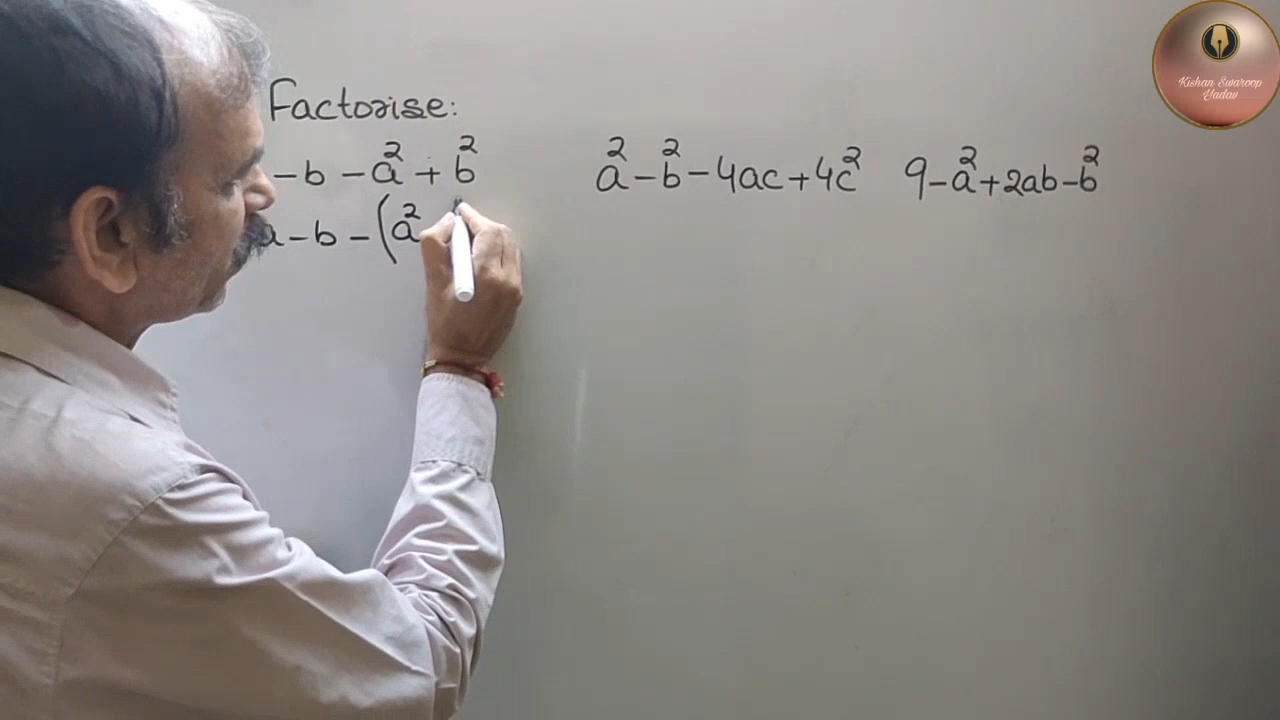 Factorise:
- b - a² + b²
a² - b² - 4ac + 4c²
9 - a² + 2ab - b²
a - b - (a²
Kishan Swaroop
Yadav